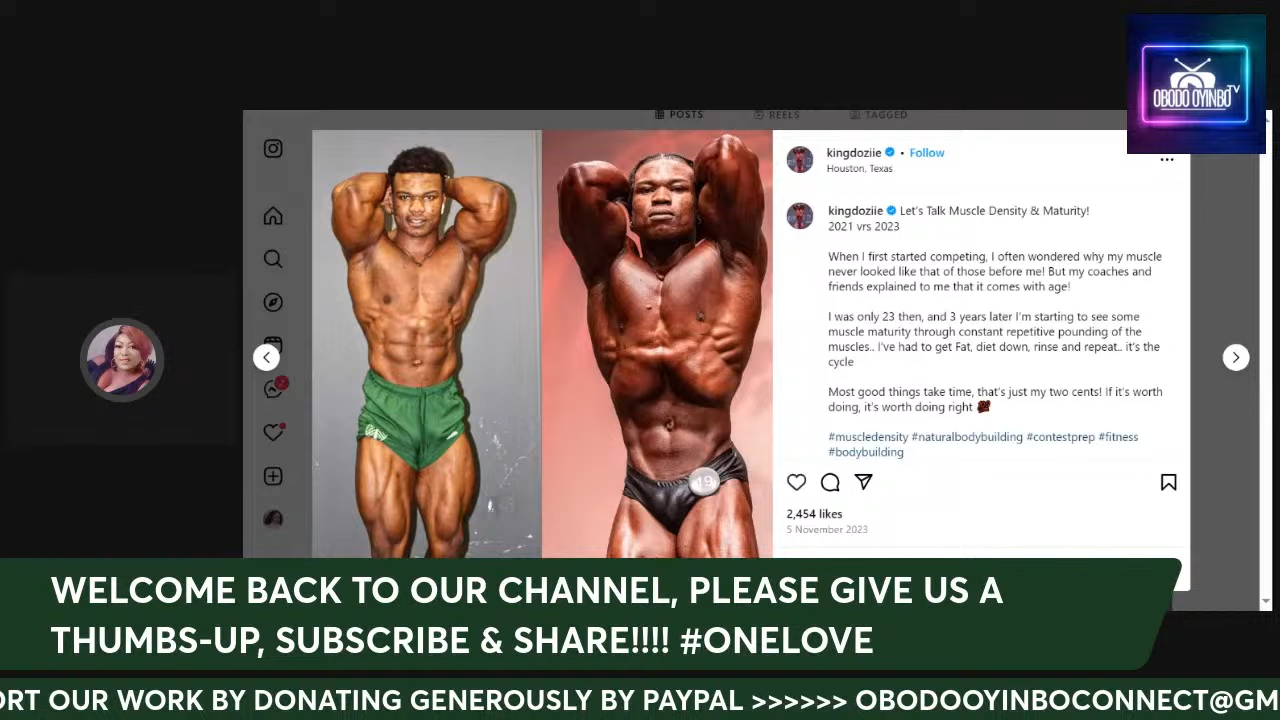 OBODO OYINBO TV
POSTS REELS TAGGED
kingdoziie • Follow
Houston, Texas
kingdoziie Let's Talk Muscle Density & Maturity!
2021 vrs 2023
When I first started competing, I often wondered why my muscle
never looked like that of those before me! But my coaches and
friends explained to me that it comes with age!
I was only 23 then, and 3 years later I'm starting to see some
muscle maturity through constant repetitive pounding of the
muscles.. I've had to get Fat, diet down, rinse and repeat.. it's the
cycle
Most good things take time, that's just my two cents! If it's worth
doing, it's worth doing right 💯
#muscledensity #naturalbodybuilding #contestprep #fitness
#bodybuilding
2,454 likes
5 November 2023
49
WELCOME BACK TO OUR CHANNEL, PLEASE GIVE US A
THUMBS-UP, SUBSCRIBE & SHARE!!!! #ONELOVE
ORT OUR WORK BY DONATING GENEROUSLY BY PAYPAL >>>>>> OBODOOYINBOCONNECT@GM